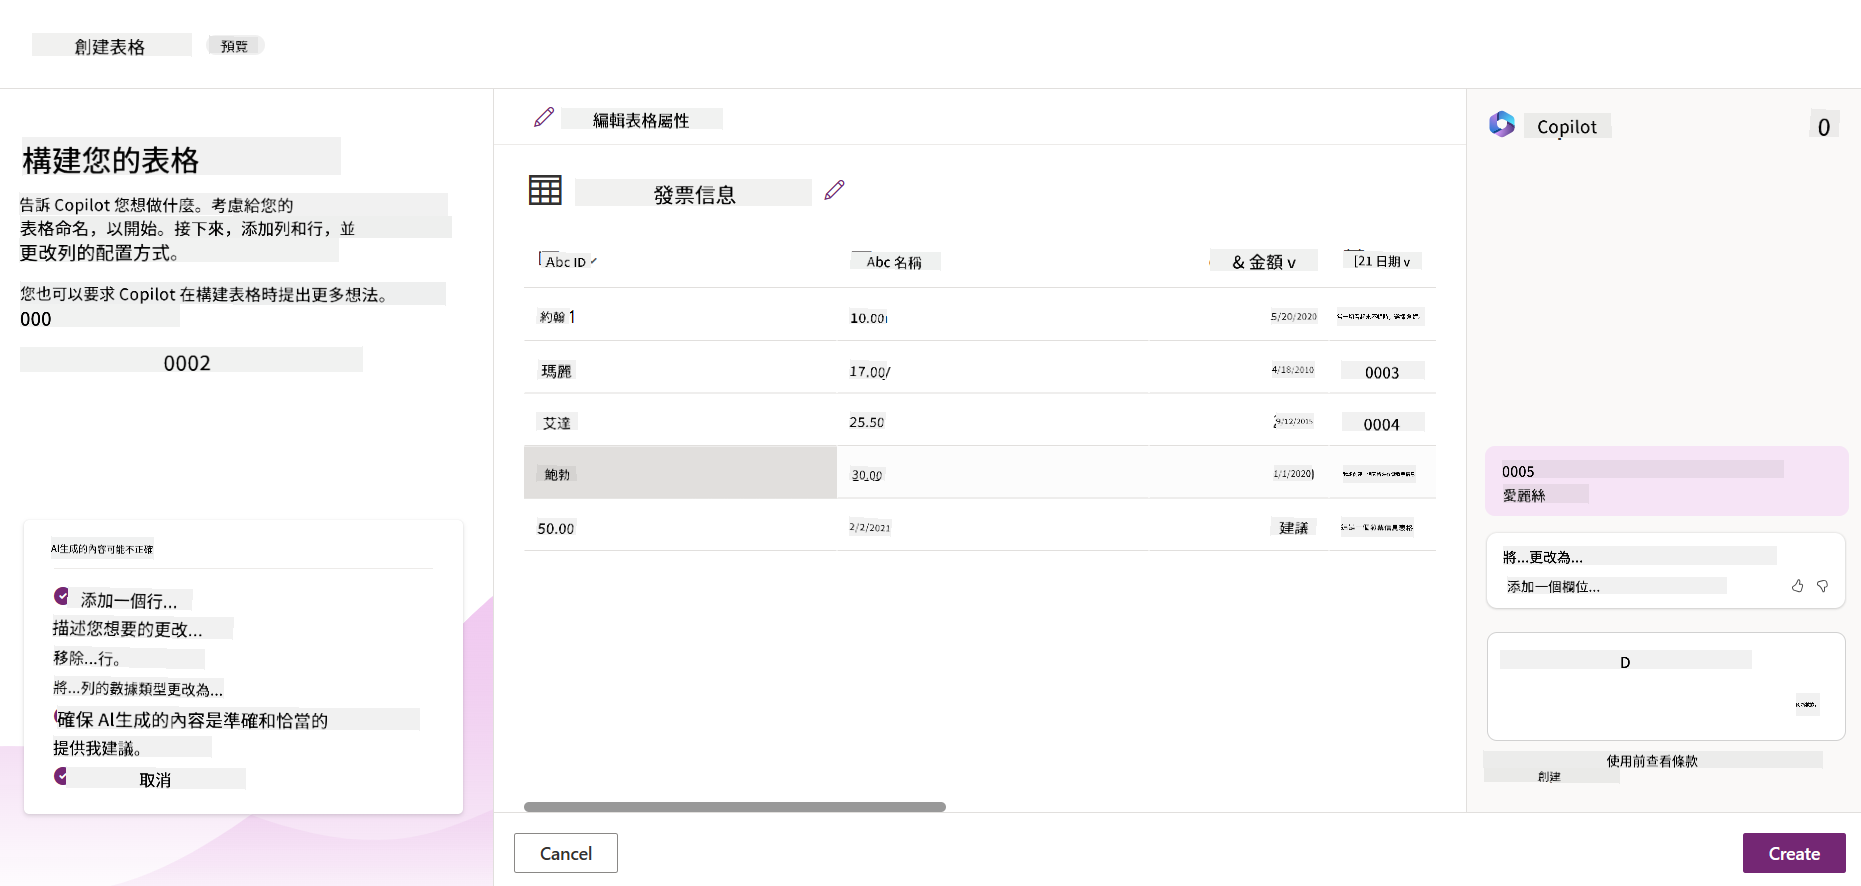 創建表格 預覽
構建您的表格
告訴 Copilot 您想做什麼。考慮給您的
表格命名，以開始。接下來，添加列和行，並
更改列的配置方式。
您也可以要求 Copilot 在構建表格時提出更多想法。
000
0002
AI生成的內容可能不正確
添加一個行...
描述您想要的更改...
移除...行。
將...列的數據類型更改為...
確保 AI生成的內容是準確和恰當的
提供我建議。
取消
編輯表格屬性
發票信息
Abc ID Abc 名稱 & 金額 v [21 日期 v
約翰 1 10.00 5/20/2020
瑪麗 17.00/ 4/18/2010 0003
艾達 25.50 9/12/2015 0004
鮑勃 30.00 1/1/2020)
50.00 2/2/2021 建議
Cancel
Copilot 0
0005
愛麗絲
將...更改為...
添加一個欄位...
D
使用前查看條款
創建
Create